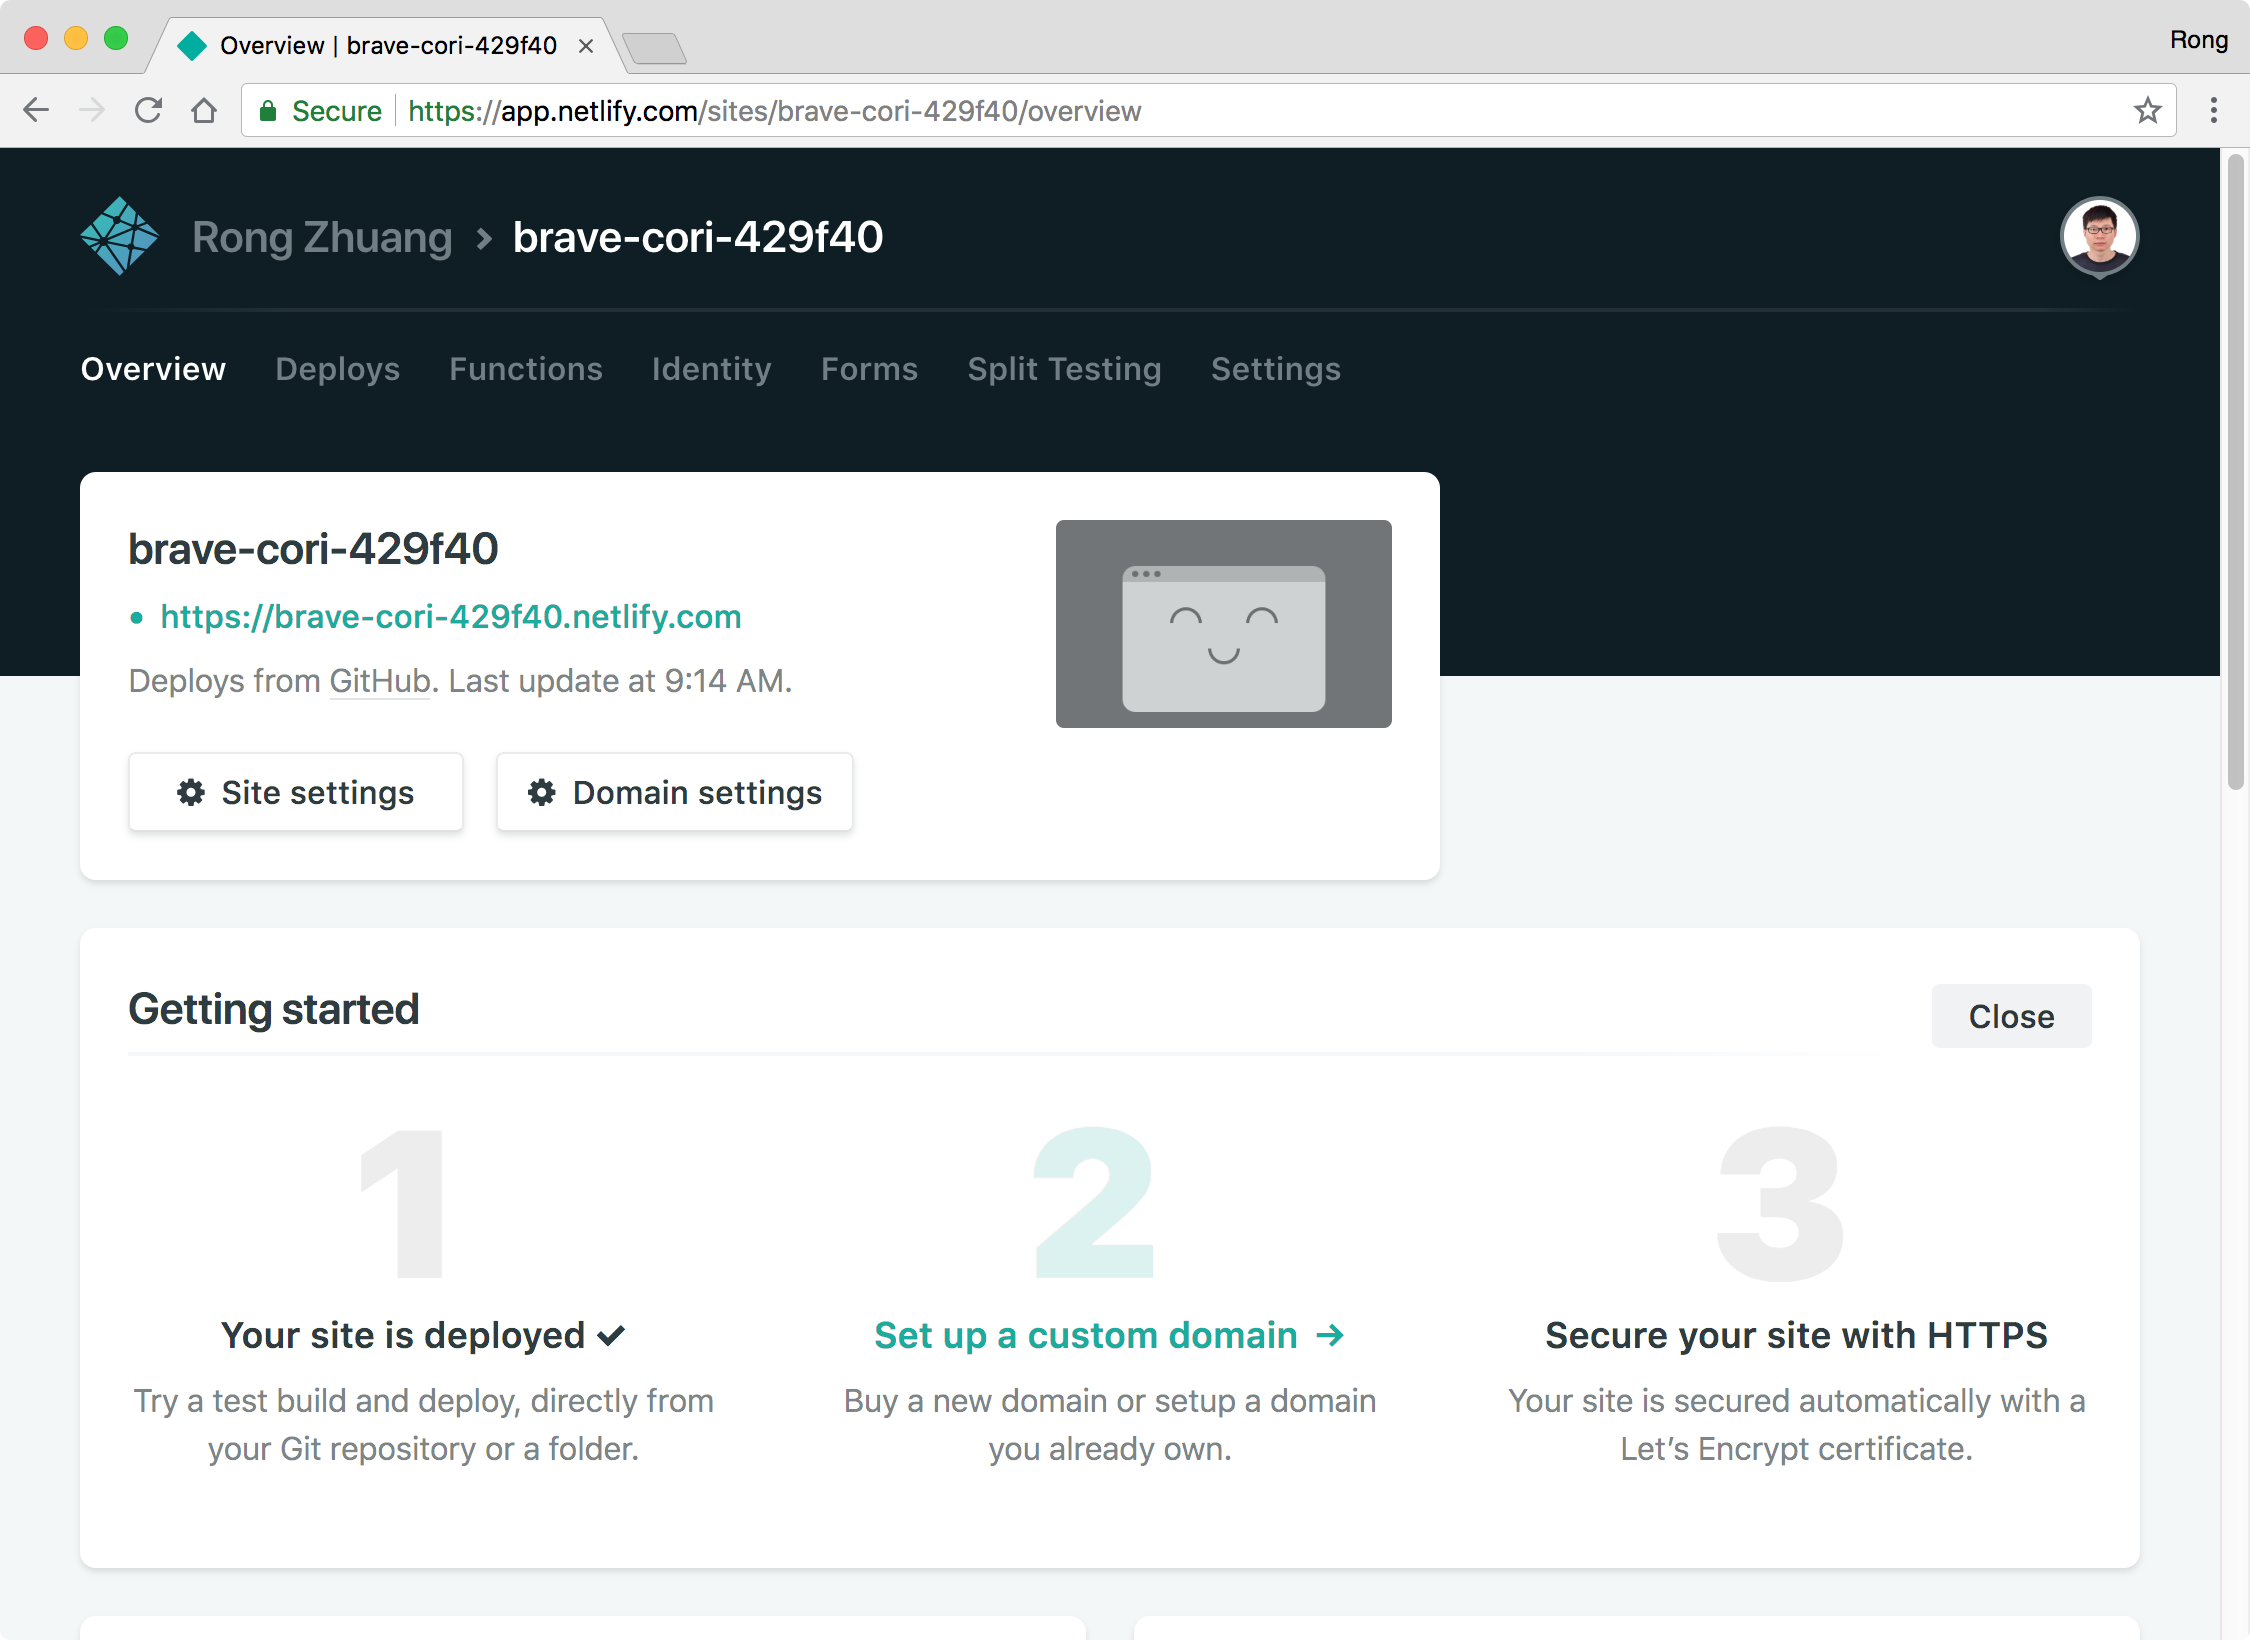 Overview | brave-cori-429f40
Rong
Secure https://app.netlify.com/sites/brave-cori-429f40/overview
Rong Zhuang > brave-cori-429f40
Overview Deploys Functions Identity Forms Split Testing Settings
brave-cori-429f40
• https://brave-cori-429f40.netlify.com
Deploys from GitHub. Last update at 9:14 AM.
Site settings Domain settings
Getting started
Close
1
Your site is deployed ✔
Try a test build and deploy, directly from
your Git repository or a folder.
2
Set up a custom domain →
Buy a new domain or setup a domain
you already own.
3
Secure your site with HTTPS
Your site is secured automatically with a
Let’s Encrypt certificate.